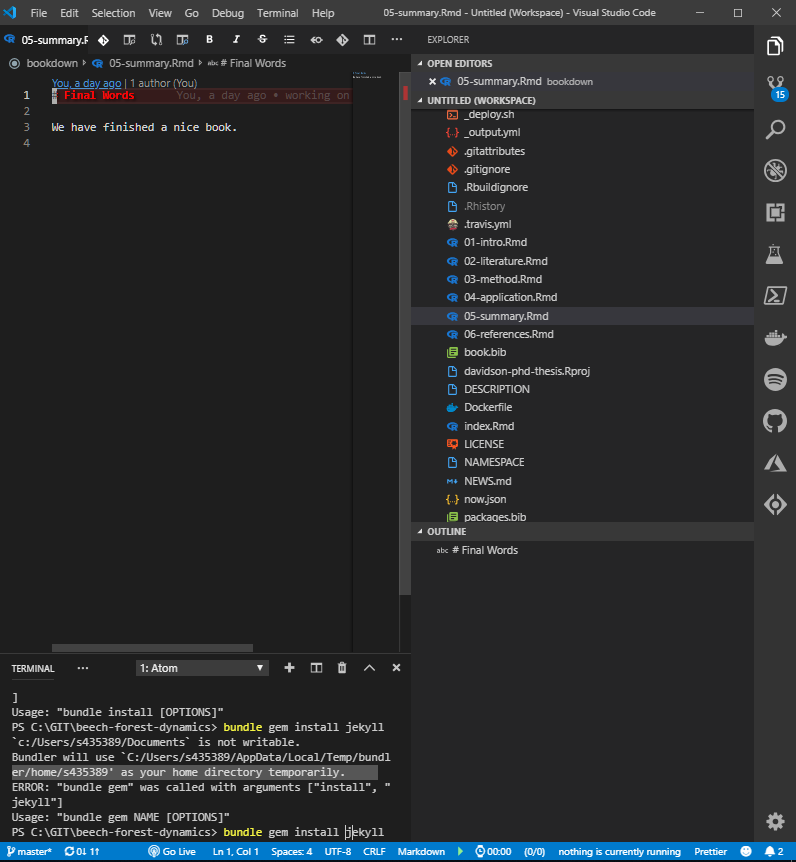 File Edit Selection View Go Debug Terminal Help 05-summary.Rmd - Untitled (Workspace) - Visual Studio Code
05-summary.R
bookdown > 05-summary.Rmd > abc # Final Words
You, a day ago | 1 author (You)
1 # Final Words You, a day ago • working on
2
3 We have finished a nice book.
4
EXPLORER
OPEN EDITORS
05-summary.Rmd bookdown
UNTITLED (WORKSPACE)
_deploy.sh
_output.yml
.gitattributes
.gitignore
.Rbuildignore
.Rhistory
.travis.yml
01-intro.Rmd
02-literature.Rmd
03-method.Rmd
04-application.Rmd
05-summary.Rmd
06-references.Rmd
book.bib
davidson-phd-thesis.Rproj
DESCRIPTION
Dockerfile
index.Rmd
LICENSE
NAMESPACE
NEWS.md
now.json
packages.bib
OUTLINE
abc # Final Words
15
TERMINAL ... 1: Atom
]
Usage: "bundle install [OPTIONS]"
PS C:\GIT\beech-forest-dynamics> bundle gem install jekyll
`c:/Users/s435389/Documents` is not writable.
Bundler will use `C:/Users/s435389/AppData/Local/Temp/bundl
er/home/s435389' as your home directory temporarily.
ERROR: "bundle gem" was called with arguments ["install", "
jekyll"]
Usage: "bundle gem NAME [OPTIONS]"
PS C:\GIT\beech-forest-dynamics> bundle gem install jekyll
master* 0↓ 1↑ Go Live Ln 1, Col 1 Spaces: 4 UTF-8 CRLF Markdown 00:00 (0/0) nothing is currently running Prettier 2